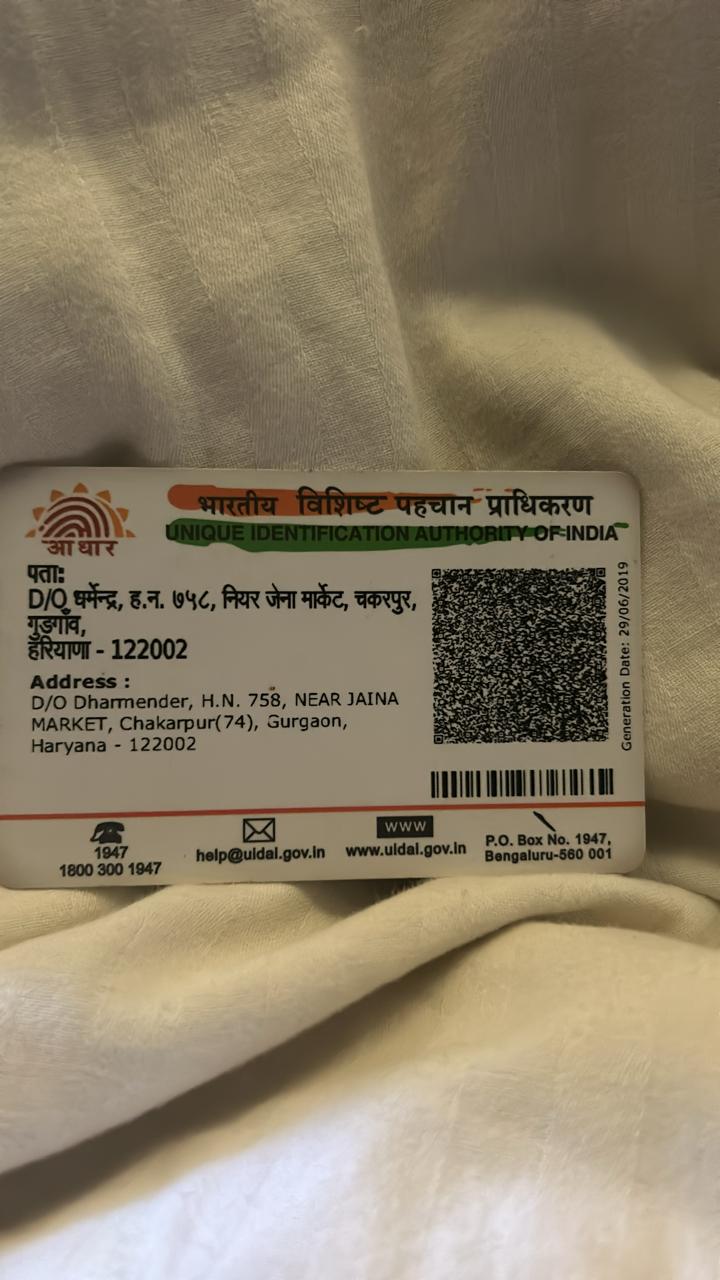 भारतीय विशिष्ट पहचान प्राधिकरण
UNIQUE IDENTIFICATION AUTHORITY OF INDIA
आधार
पता:
D/O धर्मेन्द्र, ह.न. ७५८, नियर जेना मार्केट, चकरपुर,
गुड़गाँव,
हरियाणा - 122002
Address :
D/O Dharmender, H.N. 758, NEAR JAINA
MARKET, Chakarpur(74), Gurgaon,
Haryana - 122002
Generation Date: 29/06/2019
1947
1800 300 1947
help@uidai.gov.in
www
www.uidai.gov.in
P.O. Box No. 1947,
Bengaluru-560 001